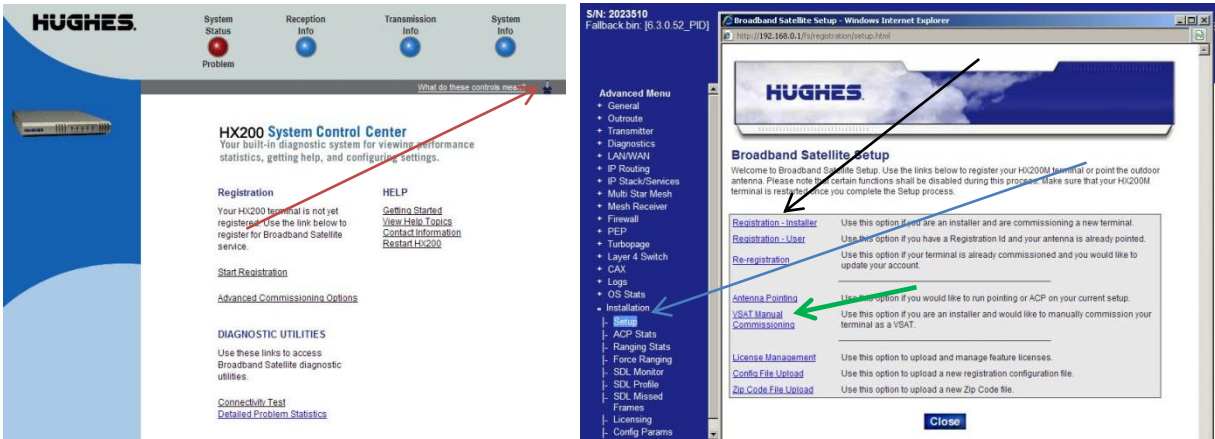 HUGHES.
System Status
Problem
Reception Info
Transmission Info
System Info
What do these controls mean?
HUGHES
HX200 System Control Center
Your built-in diagnostic system for viewing performance
statistics, getting help, and configuring settings.
Registration
Your HX200 terminal is not yet
registered. Use the link below to
register for Broadband Satellite
service.
Start Registration
Advanced Commissioning Options
HELP
Getting Started
View Help Topics
Contact Information
Restart HX200
DIAGNOSTIC UTILITIES
Use these links to access
Broadband Satellite diagnostic
utilities.
Connectivity Test
Detailed Problem Statistics
S/N: 2023510
Fallback.bin: [6.3.0.52_PID]
Advanced Menu
+ General
+ Outroute
+ Transmitter
+ Diagnostics
+ LAN/WAN
+ IP Routing
+ IP Stack/Services
+ Multi Star Mesh
+ Mesh Receiver
+ Firewall
+ PEP
+ Turbopage
+ Layer 4 Switch
+ CAX
+ Logs
+ OS Stats
- Installation
|- Setup
|- ACP Stats
|- Ranging Stats
|- Force Ranging
|- SDL Monitor
|- SDL Profile
|- SDL Missed
Frames
|- Licensing
|- Config Params
Broadband Satellite Setup - Windows Internet Explorer
http://192.168.0.1/fs/registration/setup.html
HUGHES.
Broadband Satellite Setup
Welcome to Broadband Satellite Setup. Use the links below to register your HX200M terminal or point the outdoor
antenna. Please note that certain functions shall be disabled during this process. Make sure that your HX200M
terminal is restarted once you complete the Setup process.
Registration - Installer Use this option if you are an installer and are commissioning a new terminal.
Registration - User Use this option if you have a Registration Id and your antenna is already pointed.
Re-registration Use this option if your terminal is already commissioned and you would like to
update your account.
Antenna Pointing Use this option if you would like to run pointing or ACP on your current setup.
VSAT Manual Commissioning Use this option if you are an installer and would like to manually commission your
terminal as a VSAT.
License Management Use this option to upload and manage feature licenses.
Config File Upload Use this option to upload a new registration configuration file.
Zip Code File Upload Use this option to upload a new Zip Code file.
Close